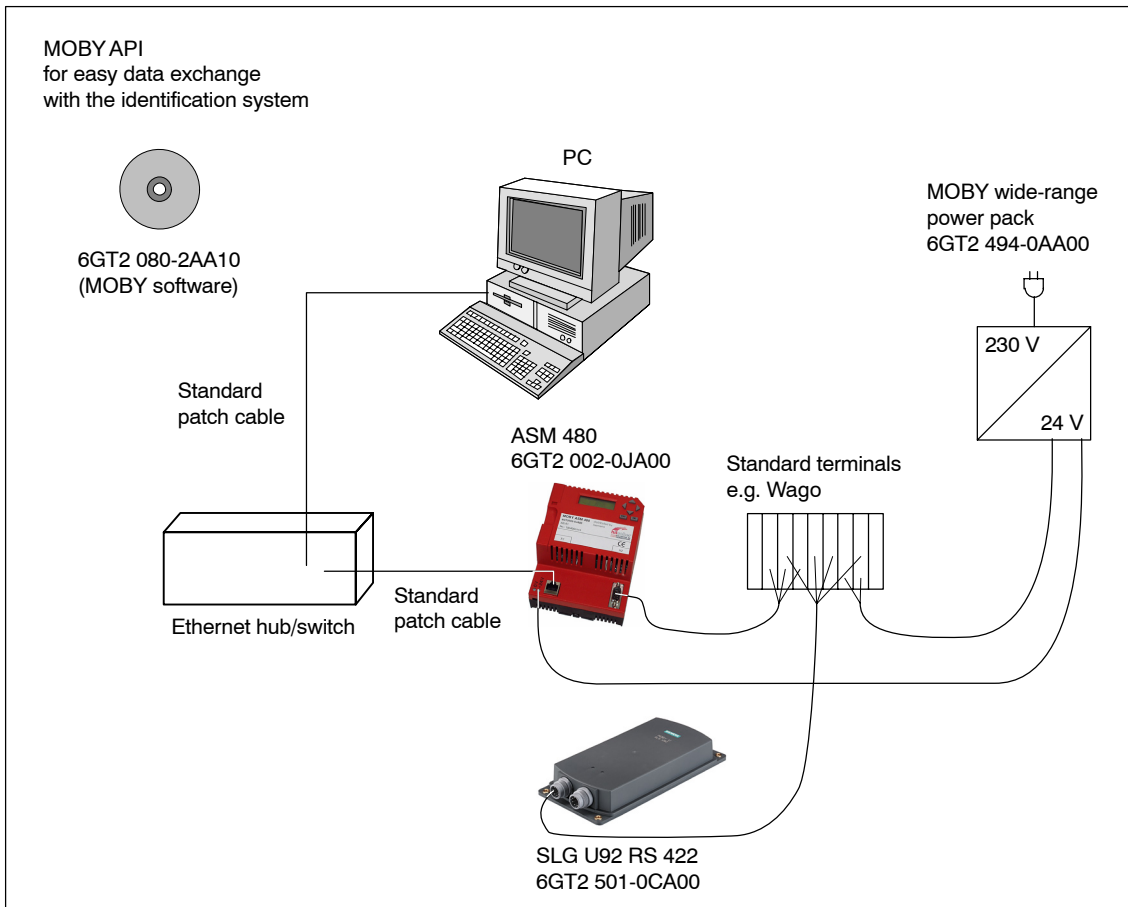 MOBY API
for easy data exchange
with the identification system
6GT2 080-2AA10
(MOBY software)
PC
MOBY wide-range
power pack
6GT2 494-0AA00
230 V
24 V
Standard
patch cable
ASM 480
6GT2 002-0JA00
Standard terminals
e.g. Wago
Ethernet hub/switch
Standard
patch cable
SLG U92 RS 422
6GT2 501-0CA00